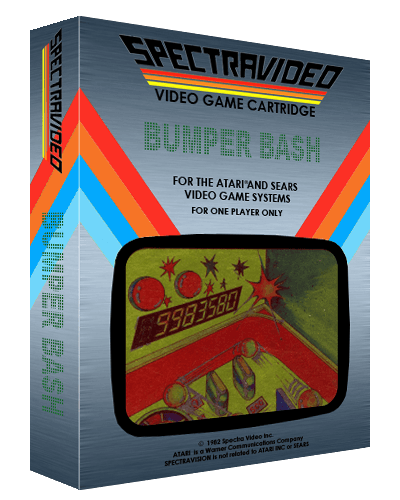 SPECTRAVIDEO
VIDEO GAME CARTRIDGE
BUMPER BASH
FOR THE ATARI® AND SEARS
VIDEO GAME SYSTEMS
FOR ONE PLAYER ONLY
9983580
© 1982 Spectra Video Inc.
ATARI is a Warner Communications Company
SPECTRAVISION is not related to ATARI INC or SEARS
SPECTRAVIDEO
BUMPER BASH